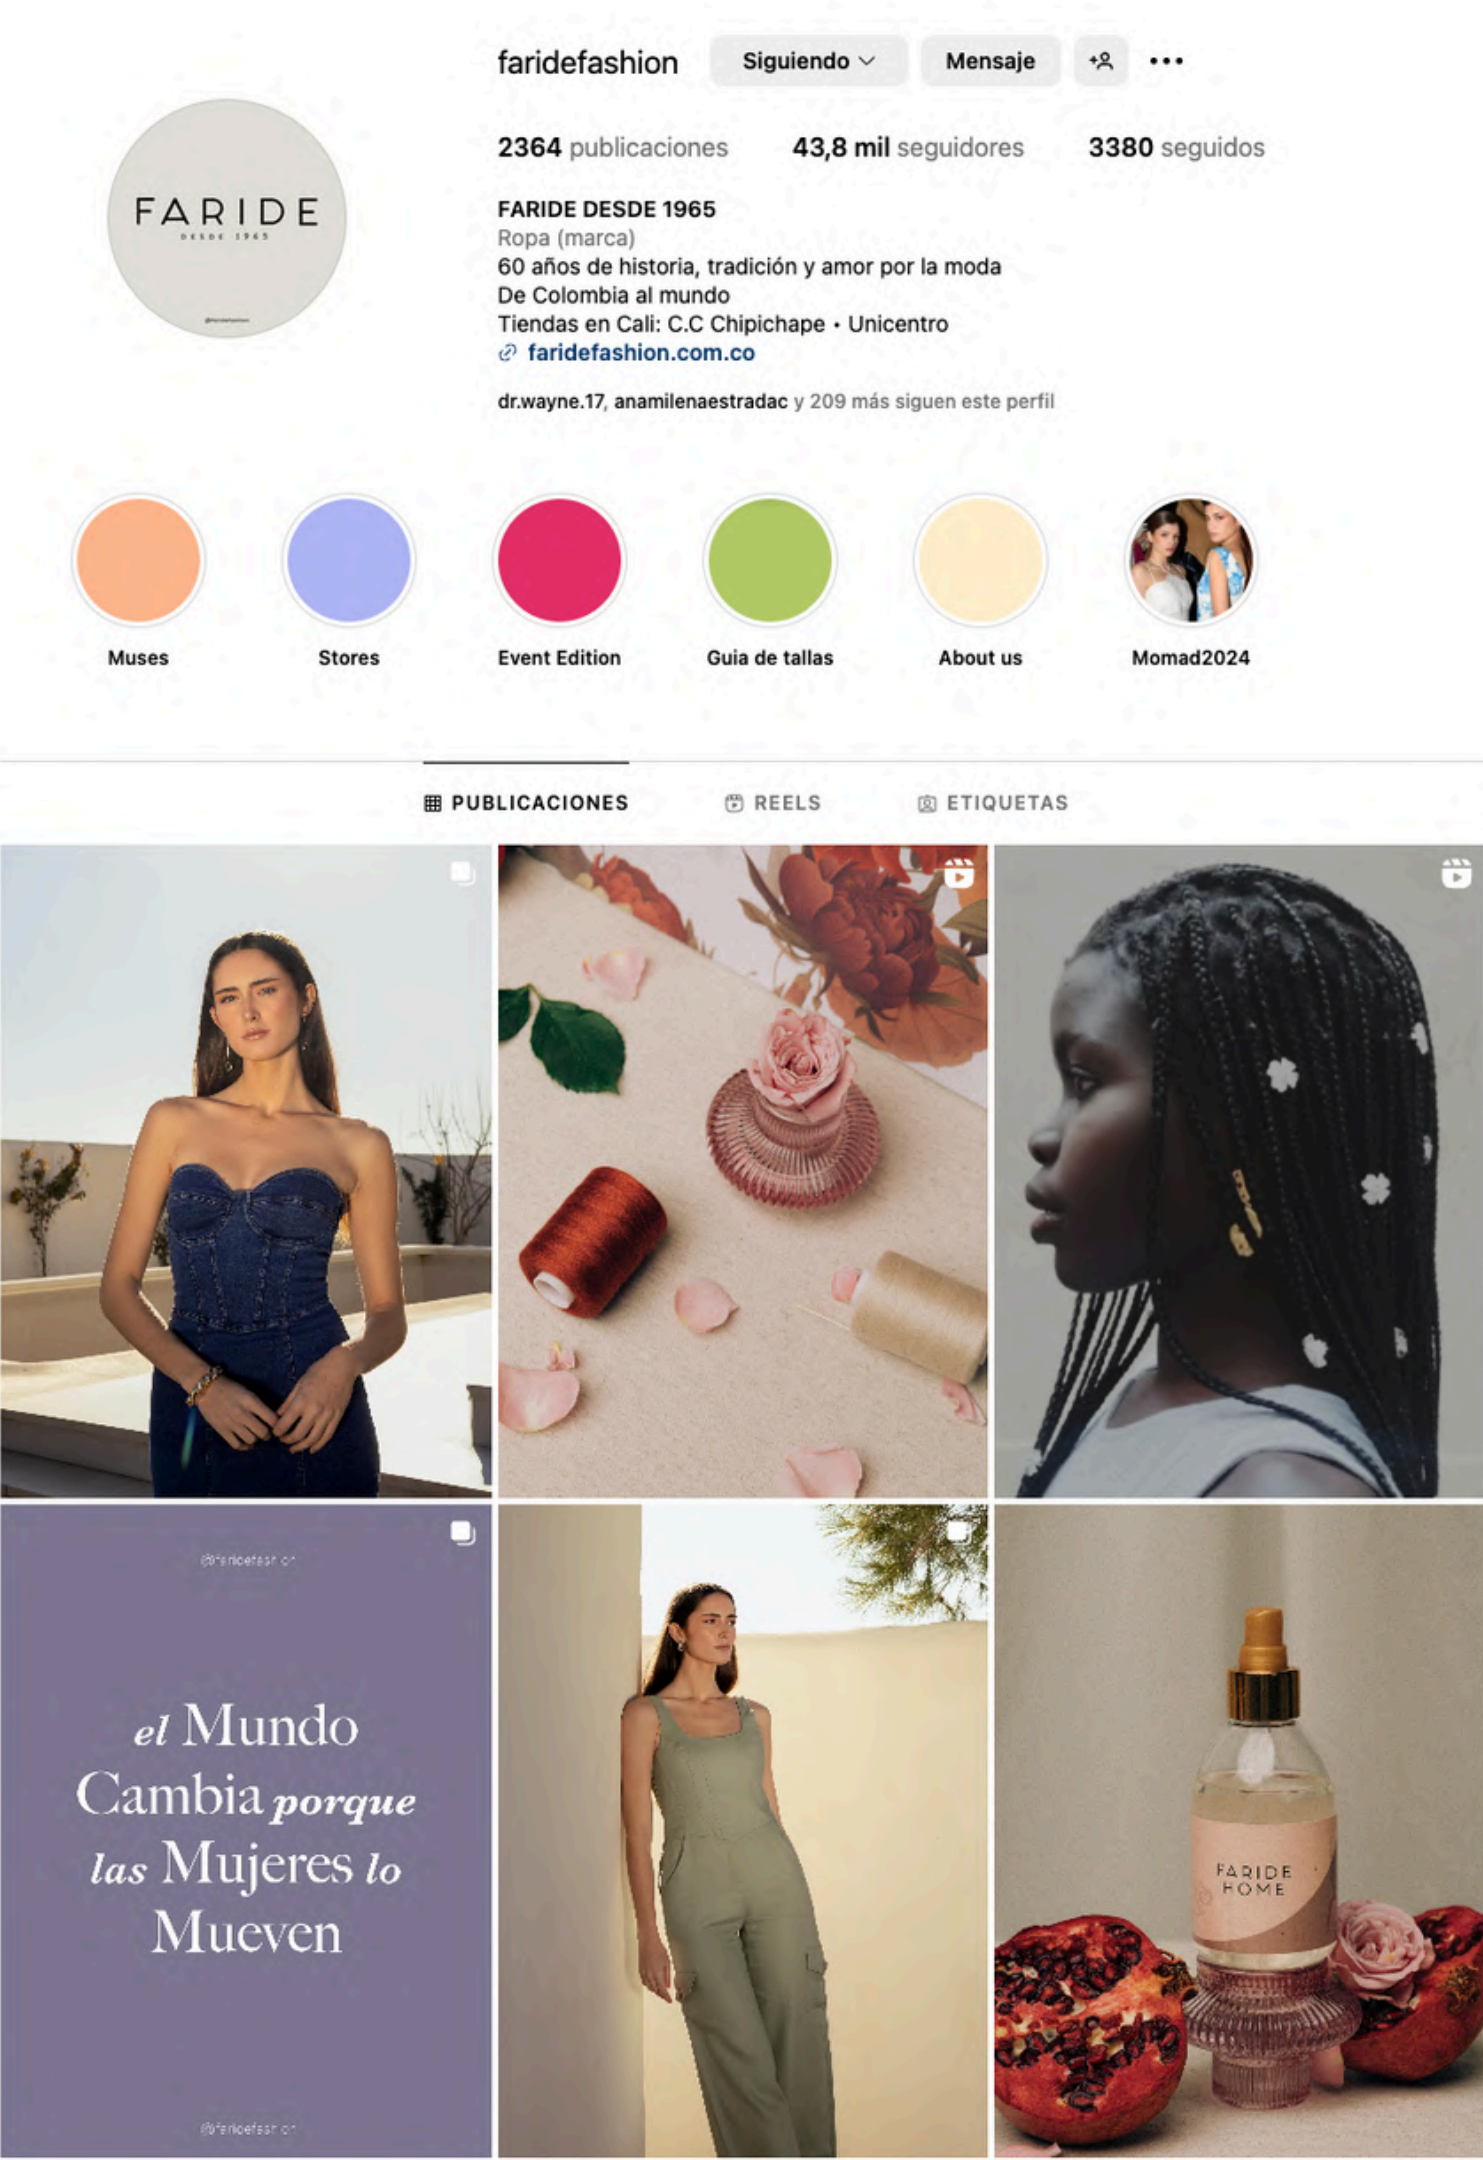 faridefashion Siguiendo Mensaje
FARIDE
DESDE 1965
2364 publicaciones 43,8 mil seguidores 3380 seguidos
FARIDE DESDE 1965
Ropa (marca)
60 años de historia, tradición y amor por la moda
De Colombia al mundo
Tiendas en Cali: C.C Chipichape • Unicentro
faridefashion.com.co
dr.wayne.17, anamilenaestradac y 209 más siguen este perfil
Muses Stores Event Edition Guia de tallas About us Momad2024
PUBLICACIONES REELS ETIQUETAS
@faridefashion
el Mundo
Cambia porque
las Mujeres lo
Mueven
@faridefashion
FARIDE
HOME